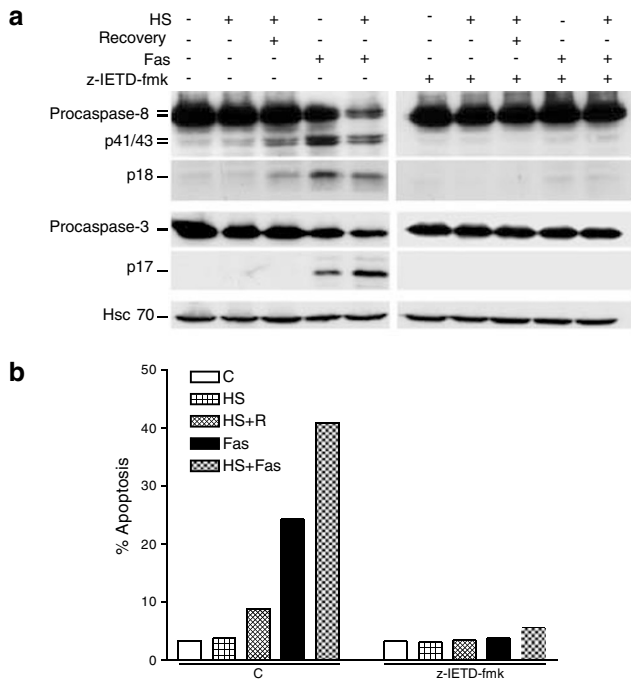 a
HS - + + - + - + + - +
Recovery - - + - - - - + - -
Fas - - - + + - - - + +
z-IETD-fmk - - - - - + + + + +
Procaspase-8
p41/43
p18
Procaspase-3
p17
Hsc 70
b
50
40
30
20
10
0
% Apoptosis
C
HS
HS+R
Fas
HS+Fas
C
z-IETD-fmk